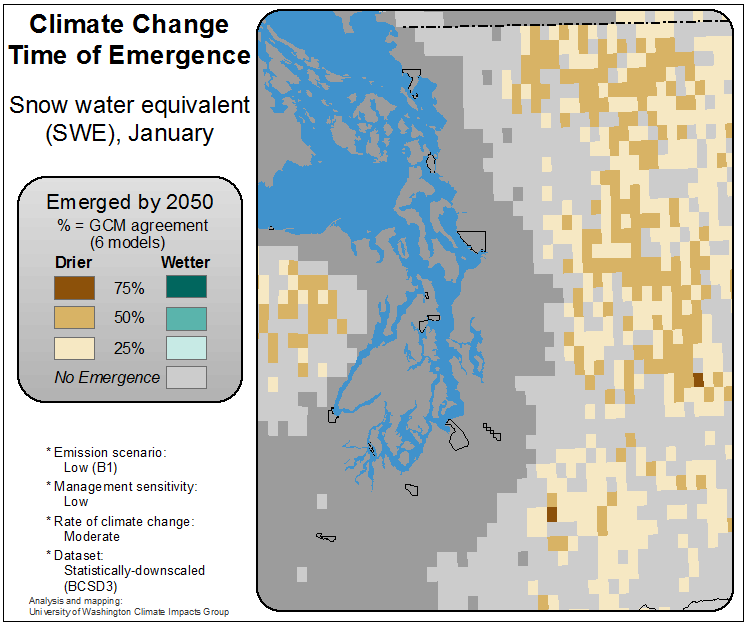 Climate Change
Time of Emergence
Snow water equivalent
(SWE), January
Emerged by 2050
% = GCM agreement
(6 models)
Drier Wetter
75%
50%
25%
No Emergence
* Emission scenario:
Low (B1)
* Management sensitivity:
Low
* Rate of climate change:
Moderate
* Dataset:
Statistically-downscaled
(BCSD3)
Analysis and mapping:
University of Washington Climate Impacts Group